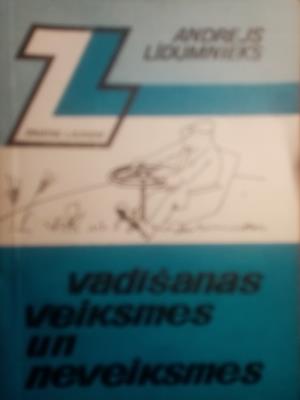 ANDREJS
LĪDUMNIEKS
vadīšanas
veiksmes
un
neveiksmes